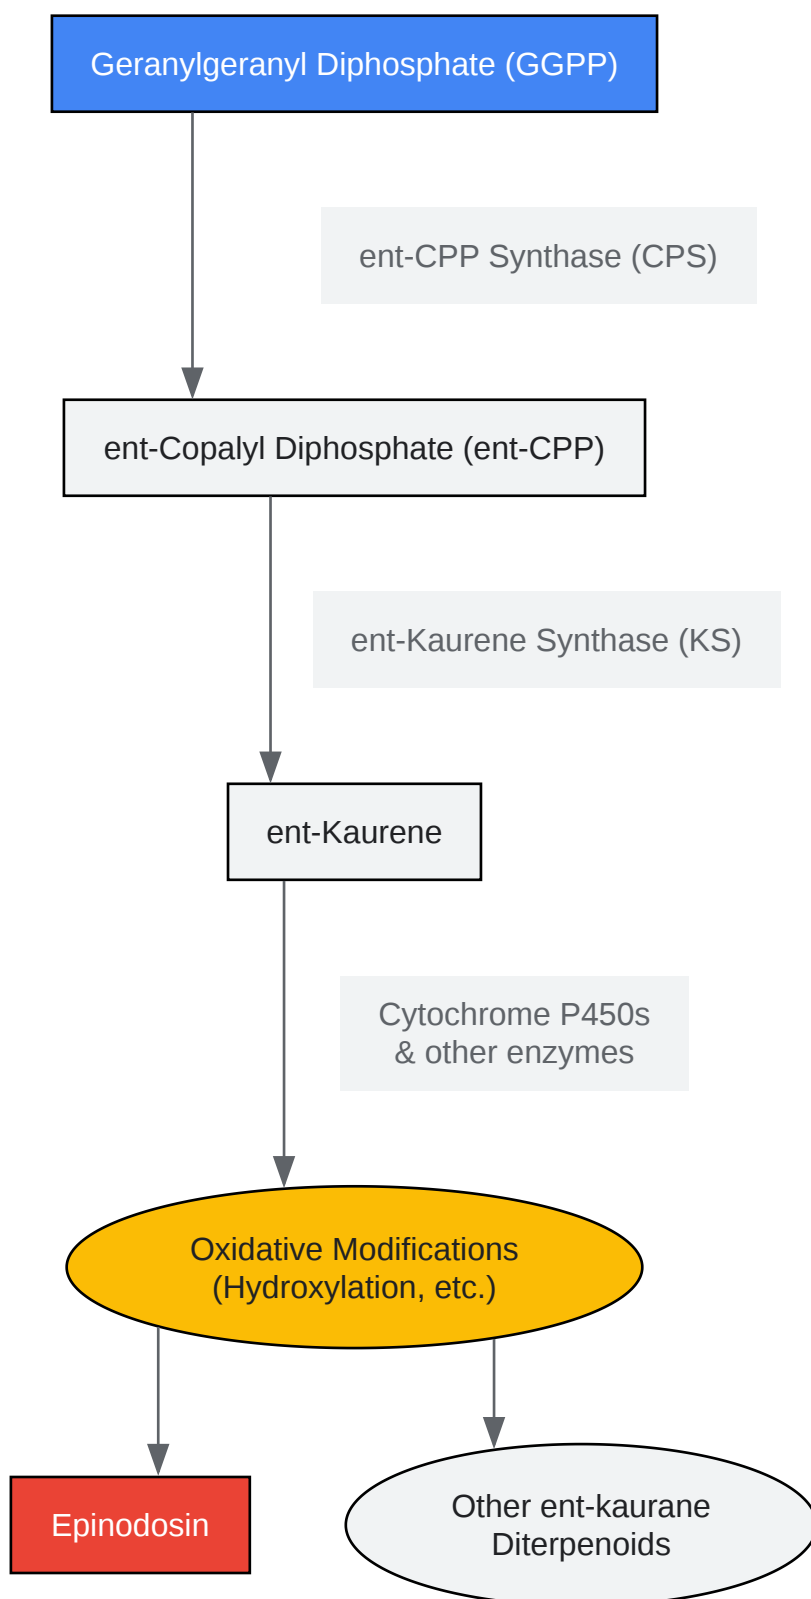 Geranylgeranyl Diphosphate (GGPP)
ent-CPP Synthase (CPS)
ent-Copalyl Diphosphate (ent-CPP)
ent-Kaurene Synthase (KS)
ent-Kaurene
Cytochrome P450s
& other enzymes
Oxidative Modifications
(Hydroxylation, etc.)
Epinodosin
Other ent-kaurane
Diterpenoids